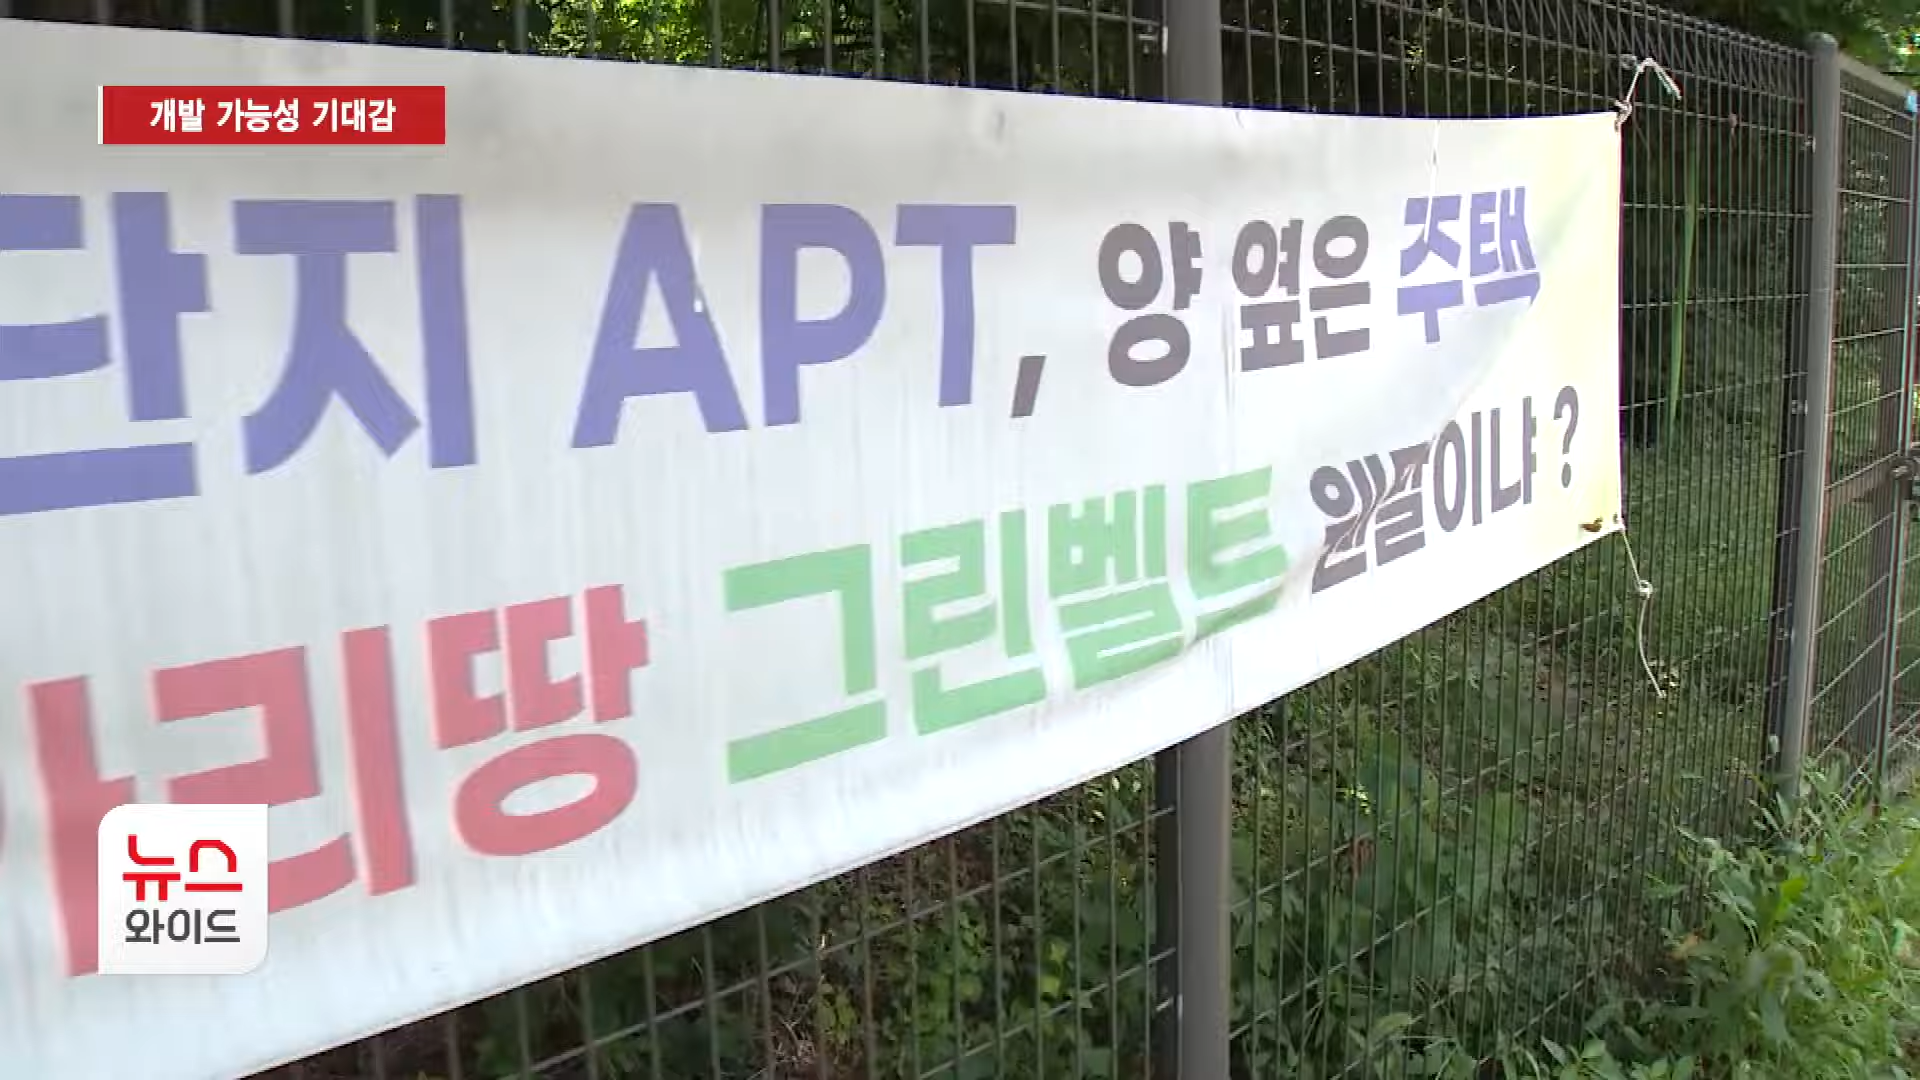 개발 가능성 기대감
단지 APT, 양 옆은 주택
리땅 그린벨트 웬말이냐 ?
뉴스
와이드